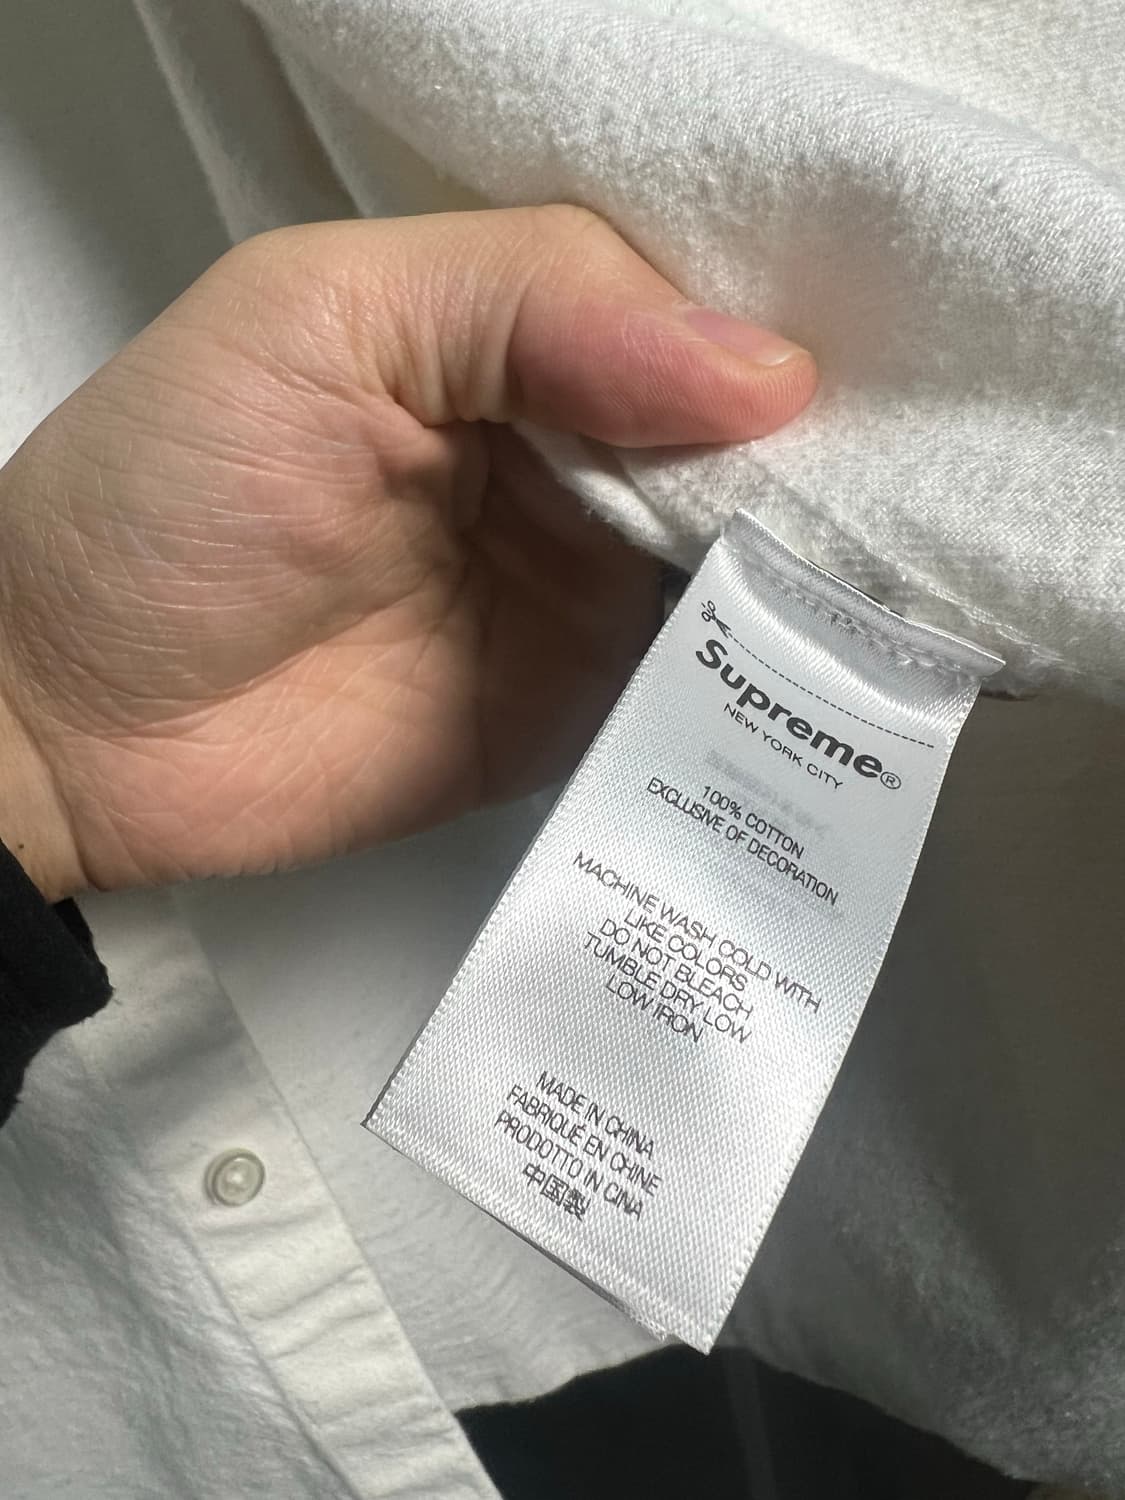 Supreme®
NEW YORK CITY
100% COTTON
EXCLUSIVE OF DECORATION
MACHINE WASH COLD WITH
LIKE COLORS
DO NOT BLEACH
TUMBLE DRY LOW
LOW IRON
MADE IN CHINA
FABRIQUÉ EN CHINE
PRODOTTO IN CINA
中国製